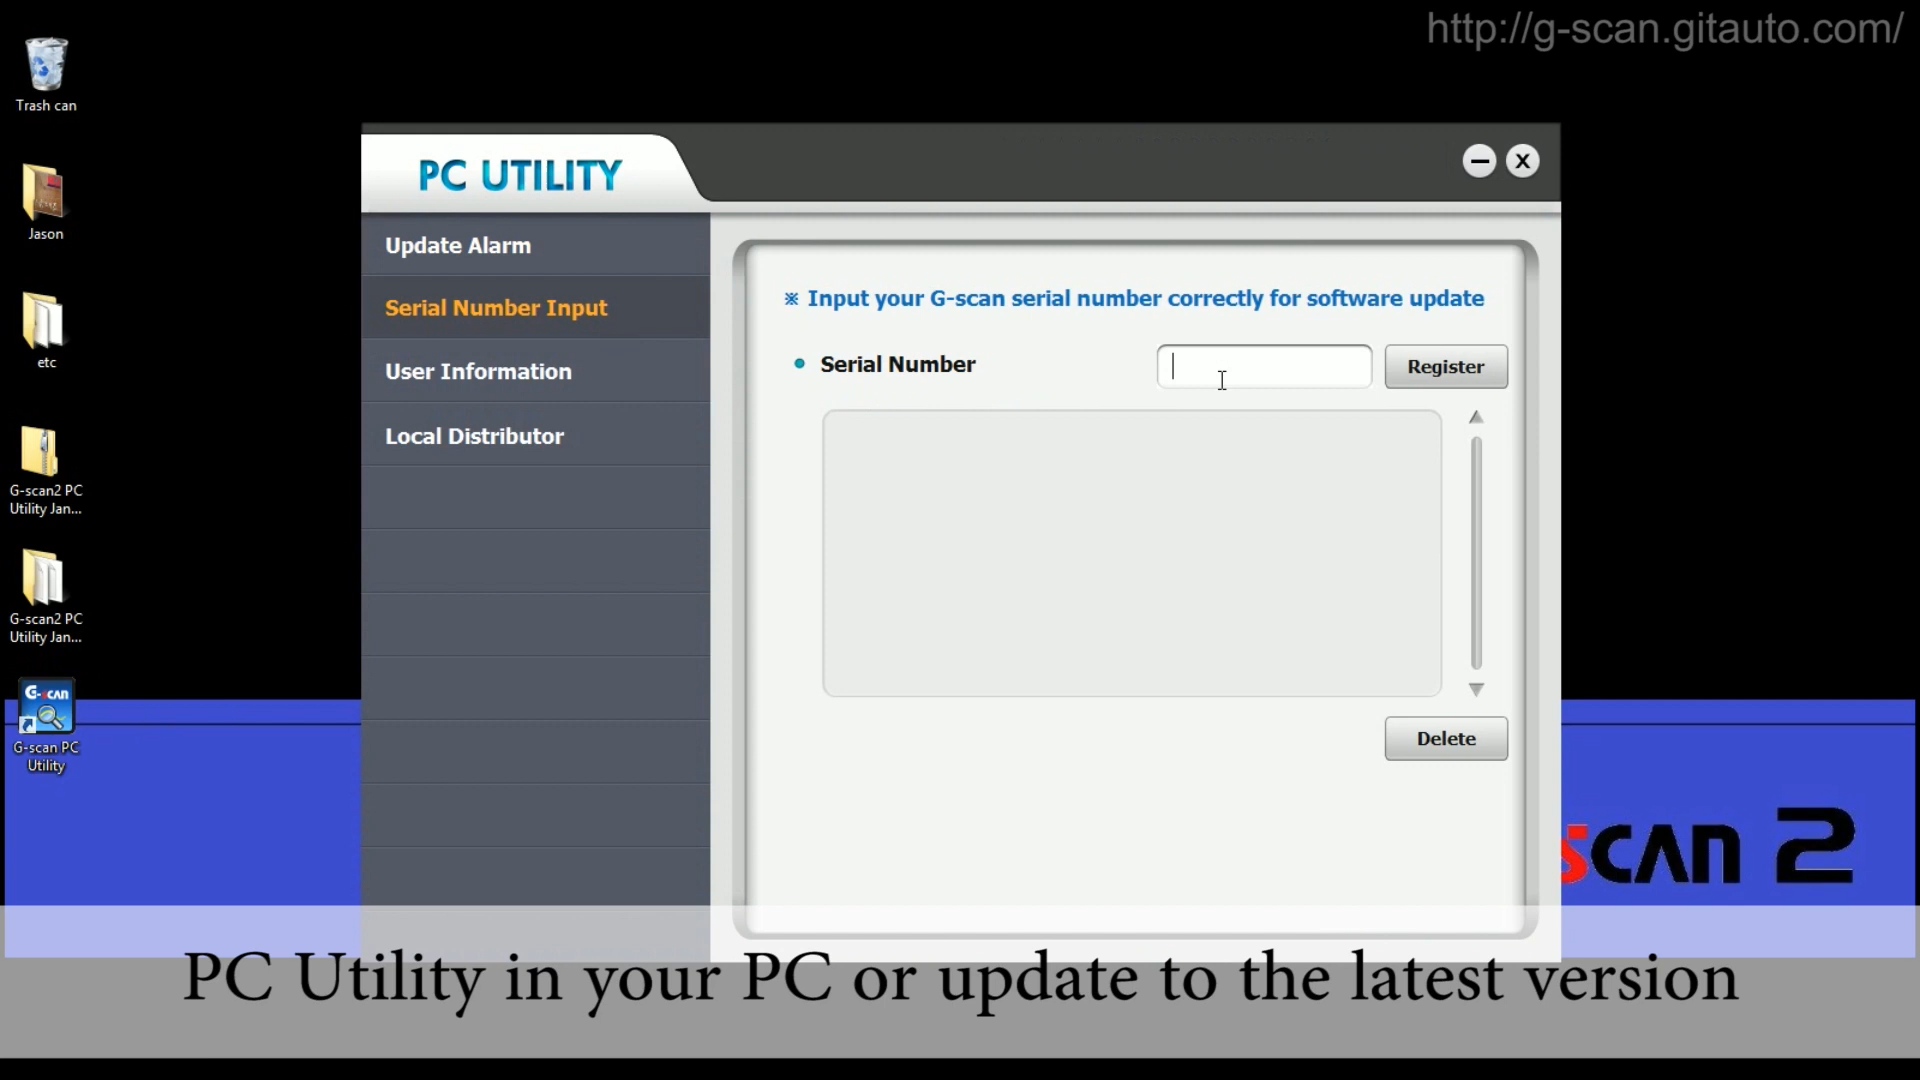 http://g-scan.gitauto.com/
Trash can
Jason
etc
G-scan2 PC
Utility Jan...
G-scan2 PC
Utility Jan...
G-scan
G-scan PC
Utility
PC UTILITY
Update Alarm
Serial Number Input
User Information
Local Distributor
※ Input your G-scan serial number correctly for software update
• Serial Number
Register
Delete
scan 2
PC Utility in your PC or update to the latest version